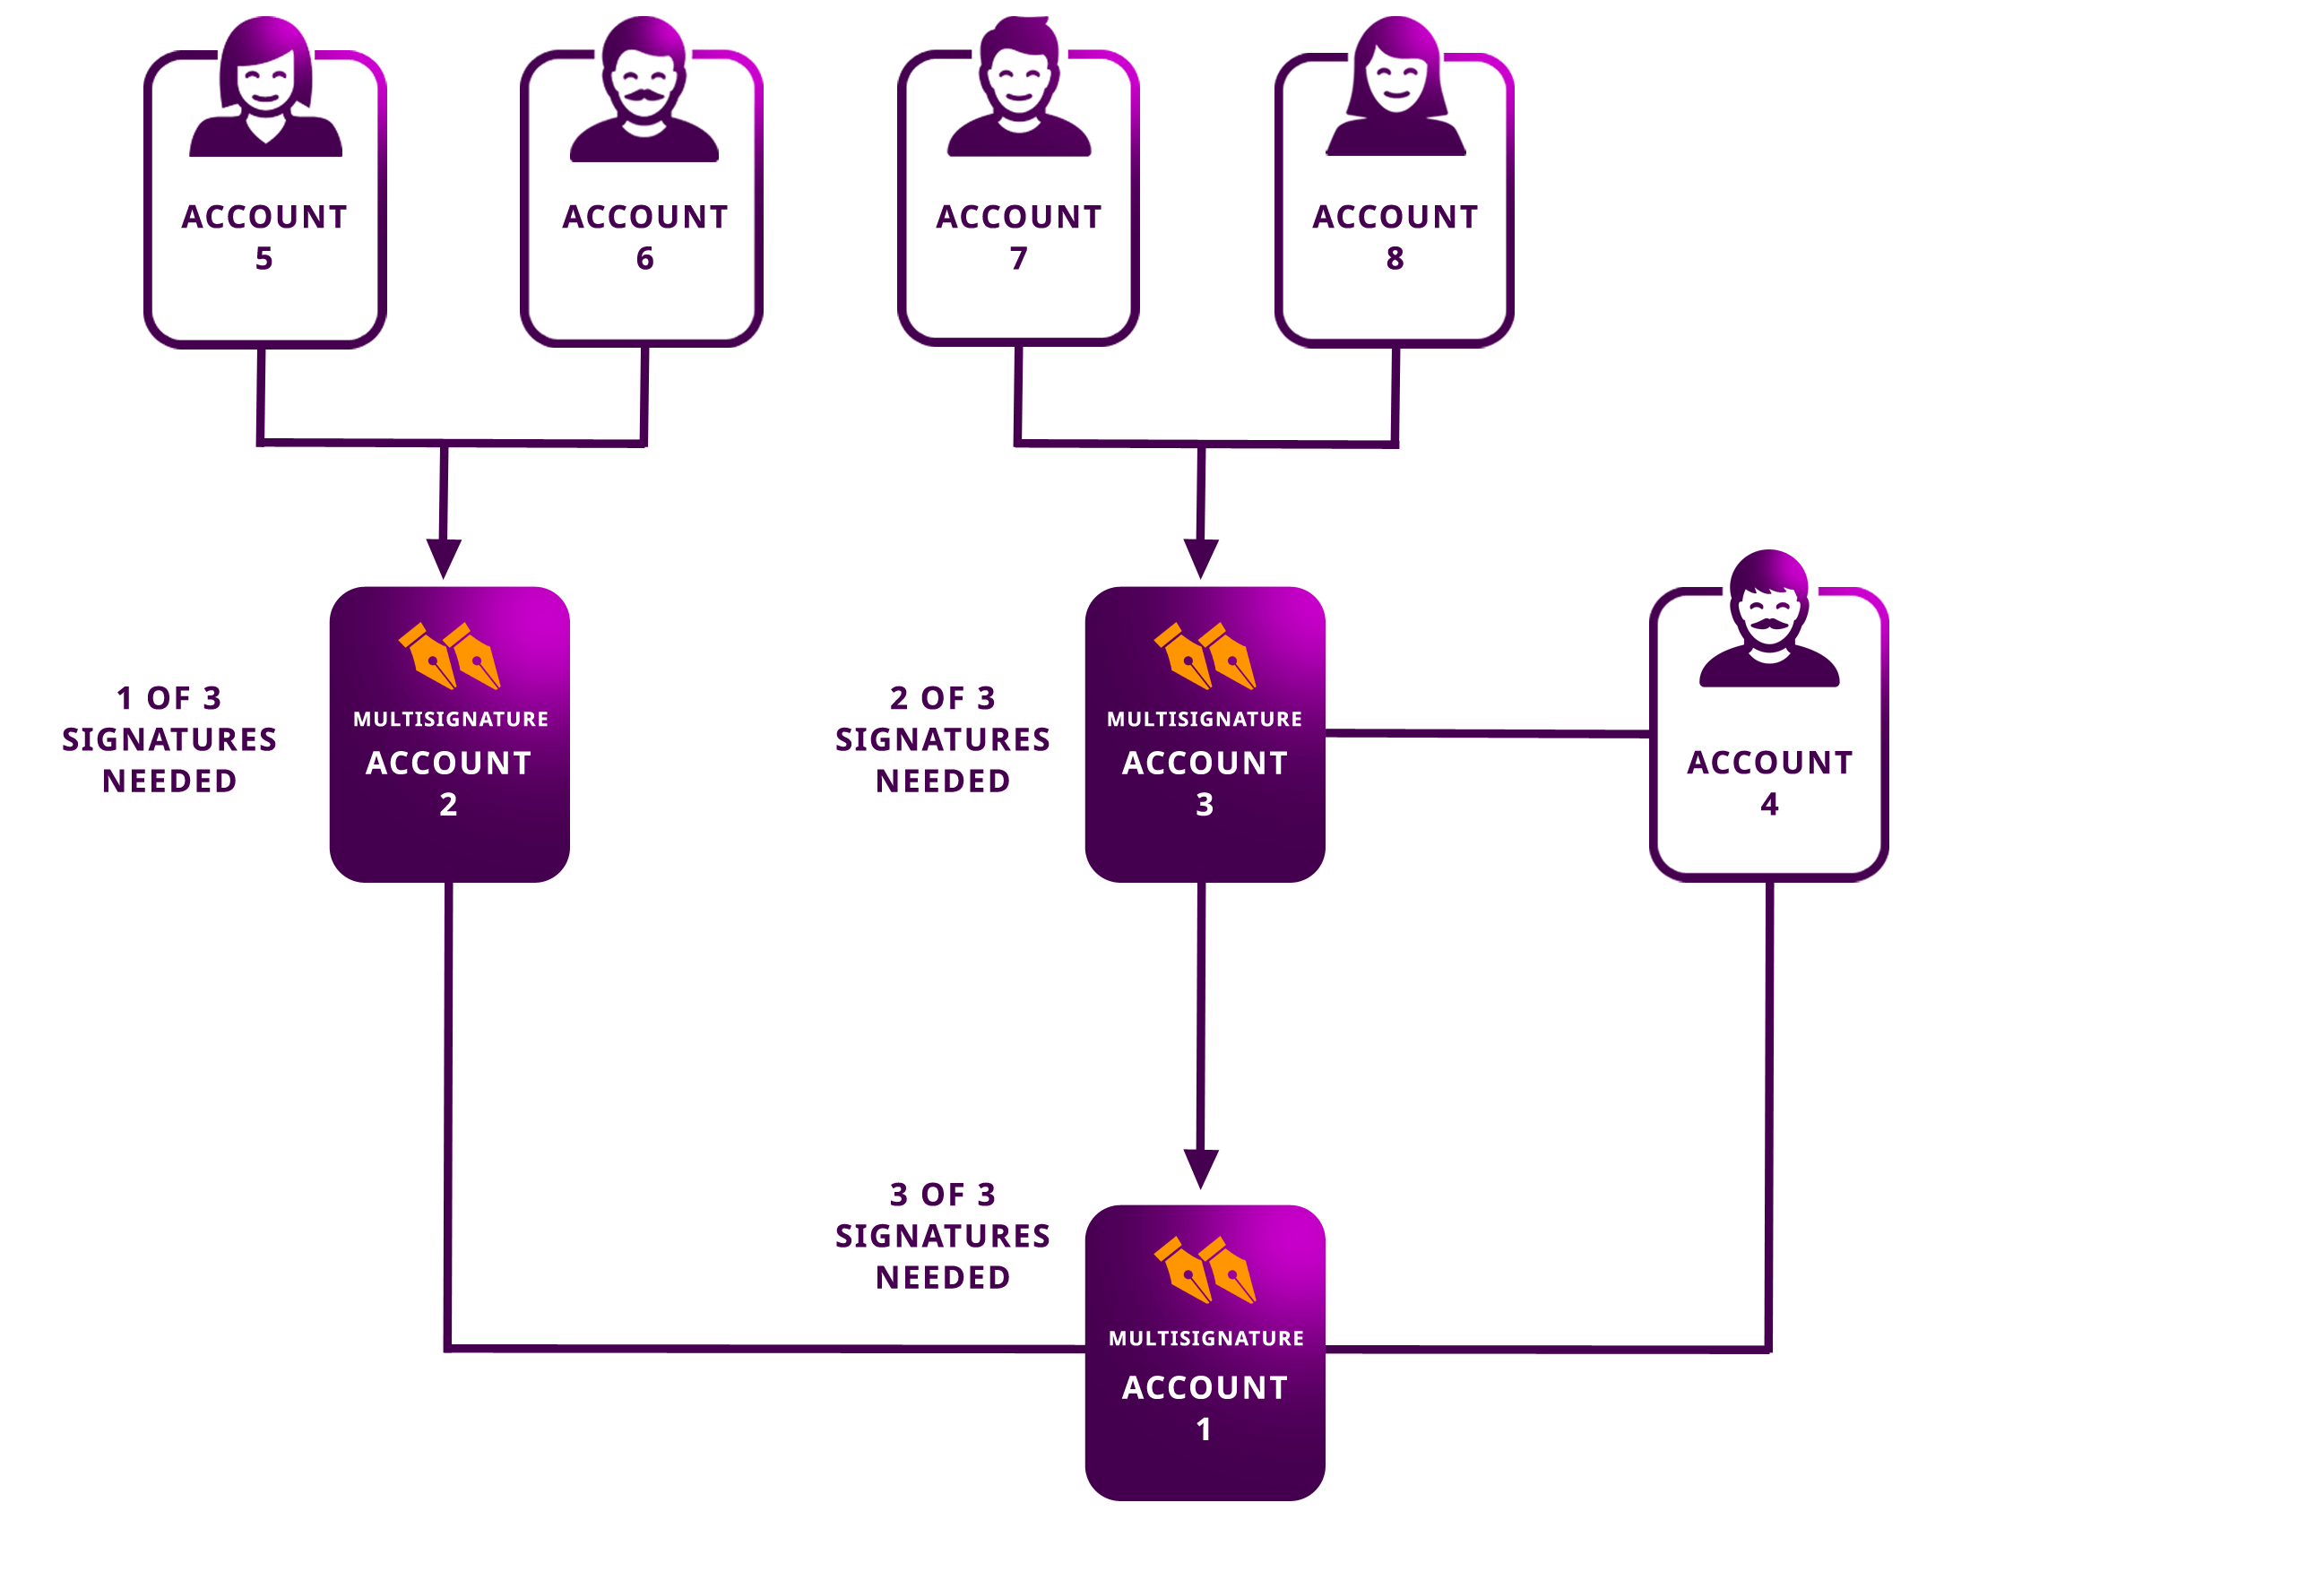 ACCOUNT
5
ACCOUNT
6
ACCOUNT
7
ACCOUNT
8
1 OF 3
SIGNATURES
NEEDED
MULTISIGNATURE
ACCOUNT
2
2 OF 3
SIGNATURES
NEEDED
MULTISIGNATURE
ACCOUNT
3
ACCOUNT
4
3 OF 3
SIGNATURES
NEEDED
MULTISIGNATURE
ACCOUNT
1